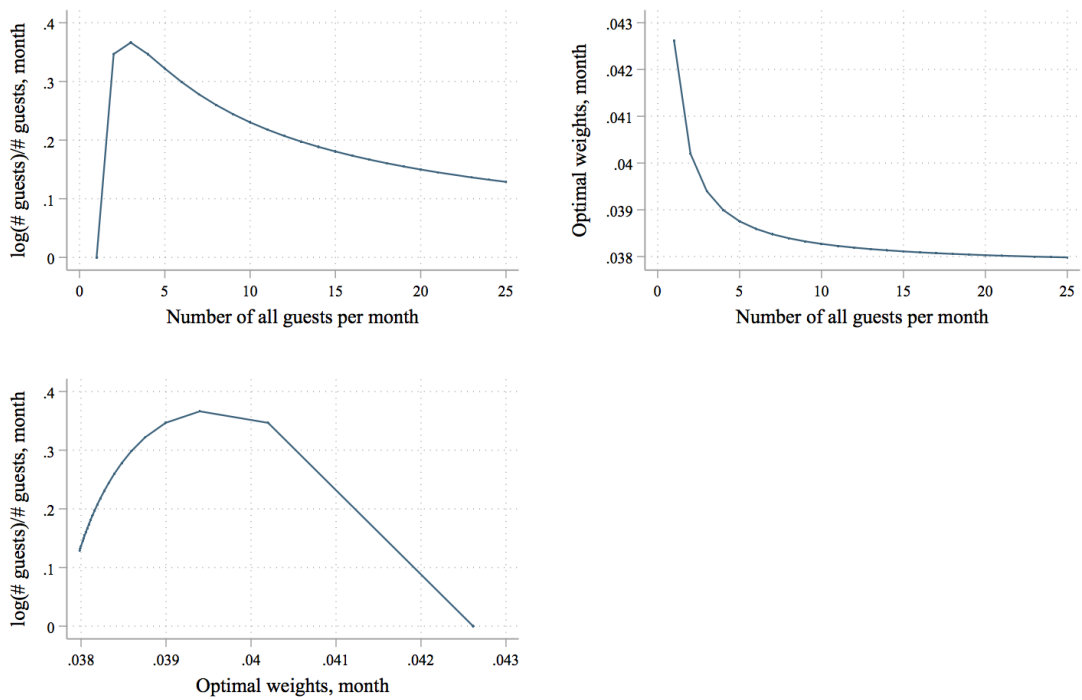 log(# guests)/# guests, month
.4
.3
.2
.1
0
0 5 10 15 20 25
Number of all guests per month
Optimal weights, month
.043
.042
.041
.04
.039
.038
0 5 10 15 20 25
Number of all guests per month
log(# guests)/# guests, month
.4
.3
.2
.1
0
.038 .039 .04 .041 .042 .043
Optimal weights, month